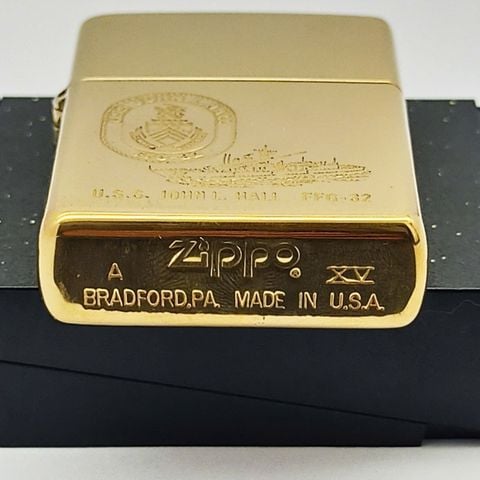 U.S.S. JOHN L. HALL FFG-32
Zippo®
A XV
BRADFORD,PA. MADE IN U.S.A.